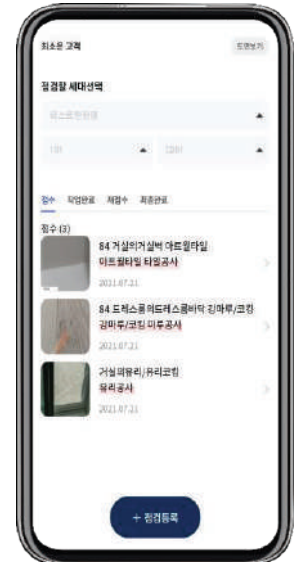 최소윤 고객
도면보기
점검할 세대선택
접수 작업완료 재접수 최종완료
접수 (3)
84 거실의거실벽 아트월타일
아트월타일 타일공사
2021.07.21
84 드레스룸의드레스룸바닥 강마루/코킹
강마루/코킹 마루공사
2021.07.21
거실의유리/유리코킹
유리공사
2021.07.21
+ 점검등록